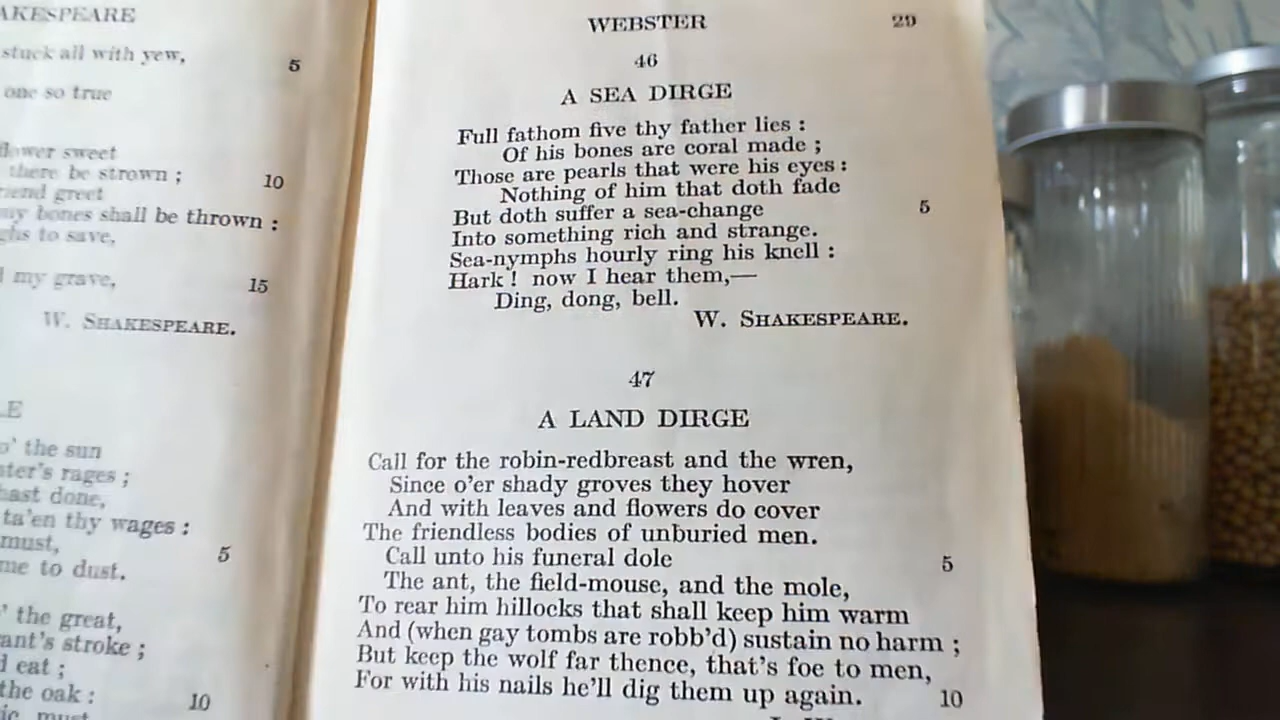 AKESPEARE
stuck all with yew,
5
one so true
flower sweet
there be strown ;
10
friend greet
my bones shall be thrown :
ghs to save,
my grave,
15
W. SHAKESPEARE.
LE
o' the sun
nter's rages ;
hast done,
ta'en thy wages :
must,
5
me to dust.
the great,
ant's stroke ;
eat ;
the oak :
10
must
WEBSTER 29
46
A SEA DIRGE
Full fathom five thy father lies :
Of his bones are coral made ;
Those are pearls that were his eyes :
Nothing of him that doth fade
But doth suffer a sea-change 5
Into something rich and strange.
Sea-nymphs hourly ring his knell :
Hark ! now I hear them,—
Ding, dong, bell.
W. SHAKESPEARE.
47
A LAND DIRGE
Call for the robin-redbreast and the wren,
Since o'er shady groves they hover
And with leaves and flowers do cover
The friendless bodies of unburied men.
Call unto his funeral dole 5
The ant, the field-mouse, and the mole,
To rear him hillocks that shall keep him warm
And (when gay tombs are robb'd) sustain no harm ;
But keep the wolf far thence, that's foe to men,
For with his nails he'll dig them up again. 10